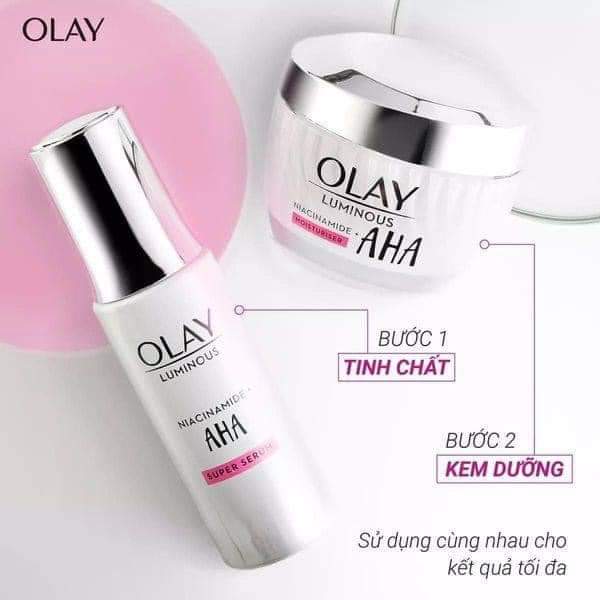 OLAY
OLAY
LUMINOUS
NIACINAMIDE +
MOISTURISER
AHA
BƯỚC 1
TINH CHẤT
OLAY
LUMINOUS
NIACINAMIDE +
AHA
SUPER SERUM
BƯỚC 2
KEM DƯỠNG
Sử dụng cùng nhau cho
kết quả tối đa